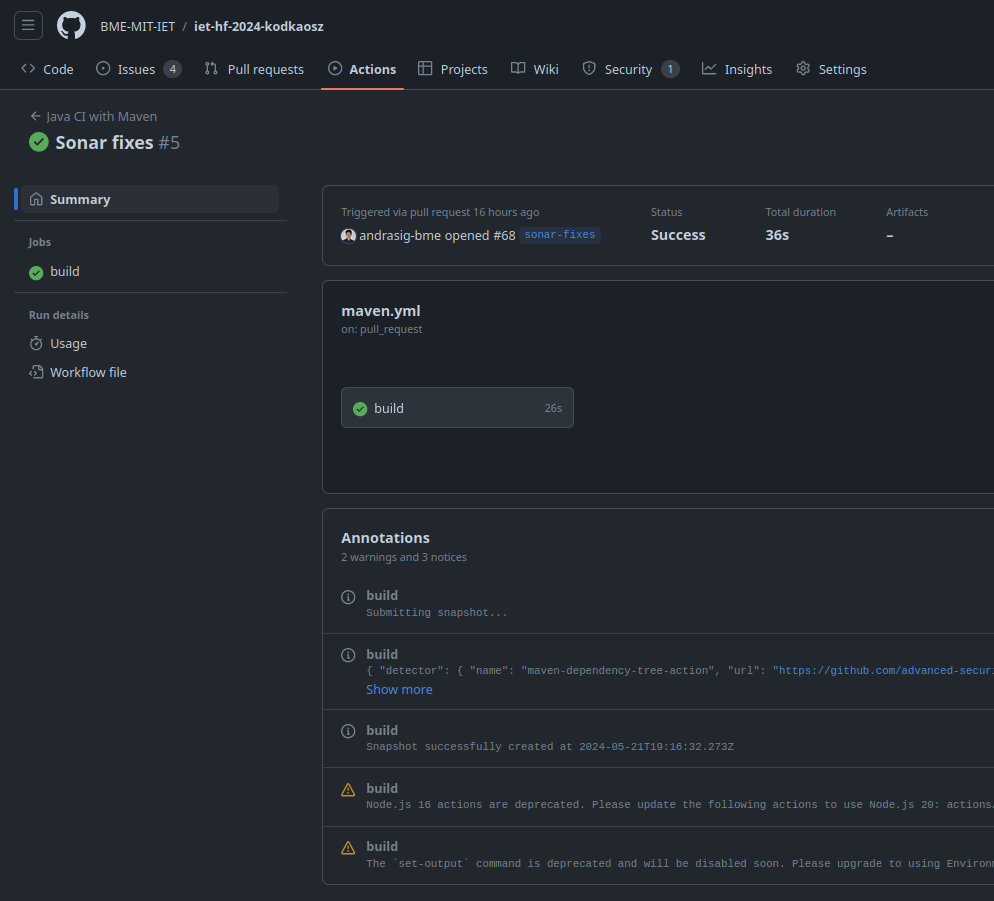 BME-MIT-IET / iet-hf-2024-kodkaosz
Code Issues 4 Pull requests Actions Projects Wiki Security 1 Insights Settings
Java CI with Maven
Sonar fixes #5
Summary
Jobs
build
Run details
Usage
Workflow file
Triggered via pull request 16 hours ago
andrasig-bme opened #68 sonar-fixes
Status
Success
Total duration
36s
Artifacts
–
maven.yml
on: pull_request
build 26s
Annotations
2 warnings and 3 notices
build
Submitting snapshot...
build
{ "detector": { "name": "maven-dependency-tree-action", "url": "https://github.com/advanced-securi
Show more
build
Snapshot successfully created at 2024-05-21T19:16:32.273Z
build
Node.js 16 actions are deprecated. Please update the following actions to use Node.js 20: actions/
build
The `set-output` command is deprecated and will be disabled soon. Please upgrade to using Environm